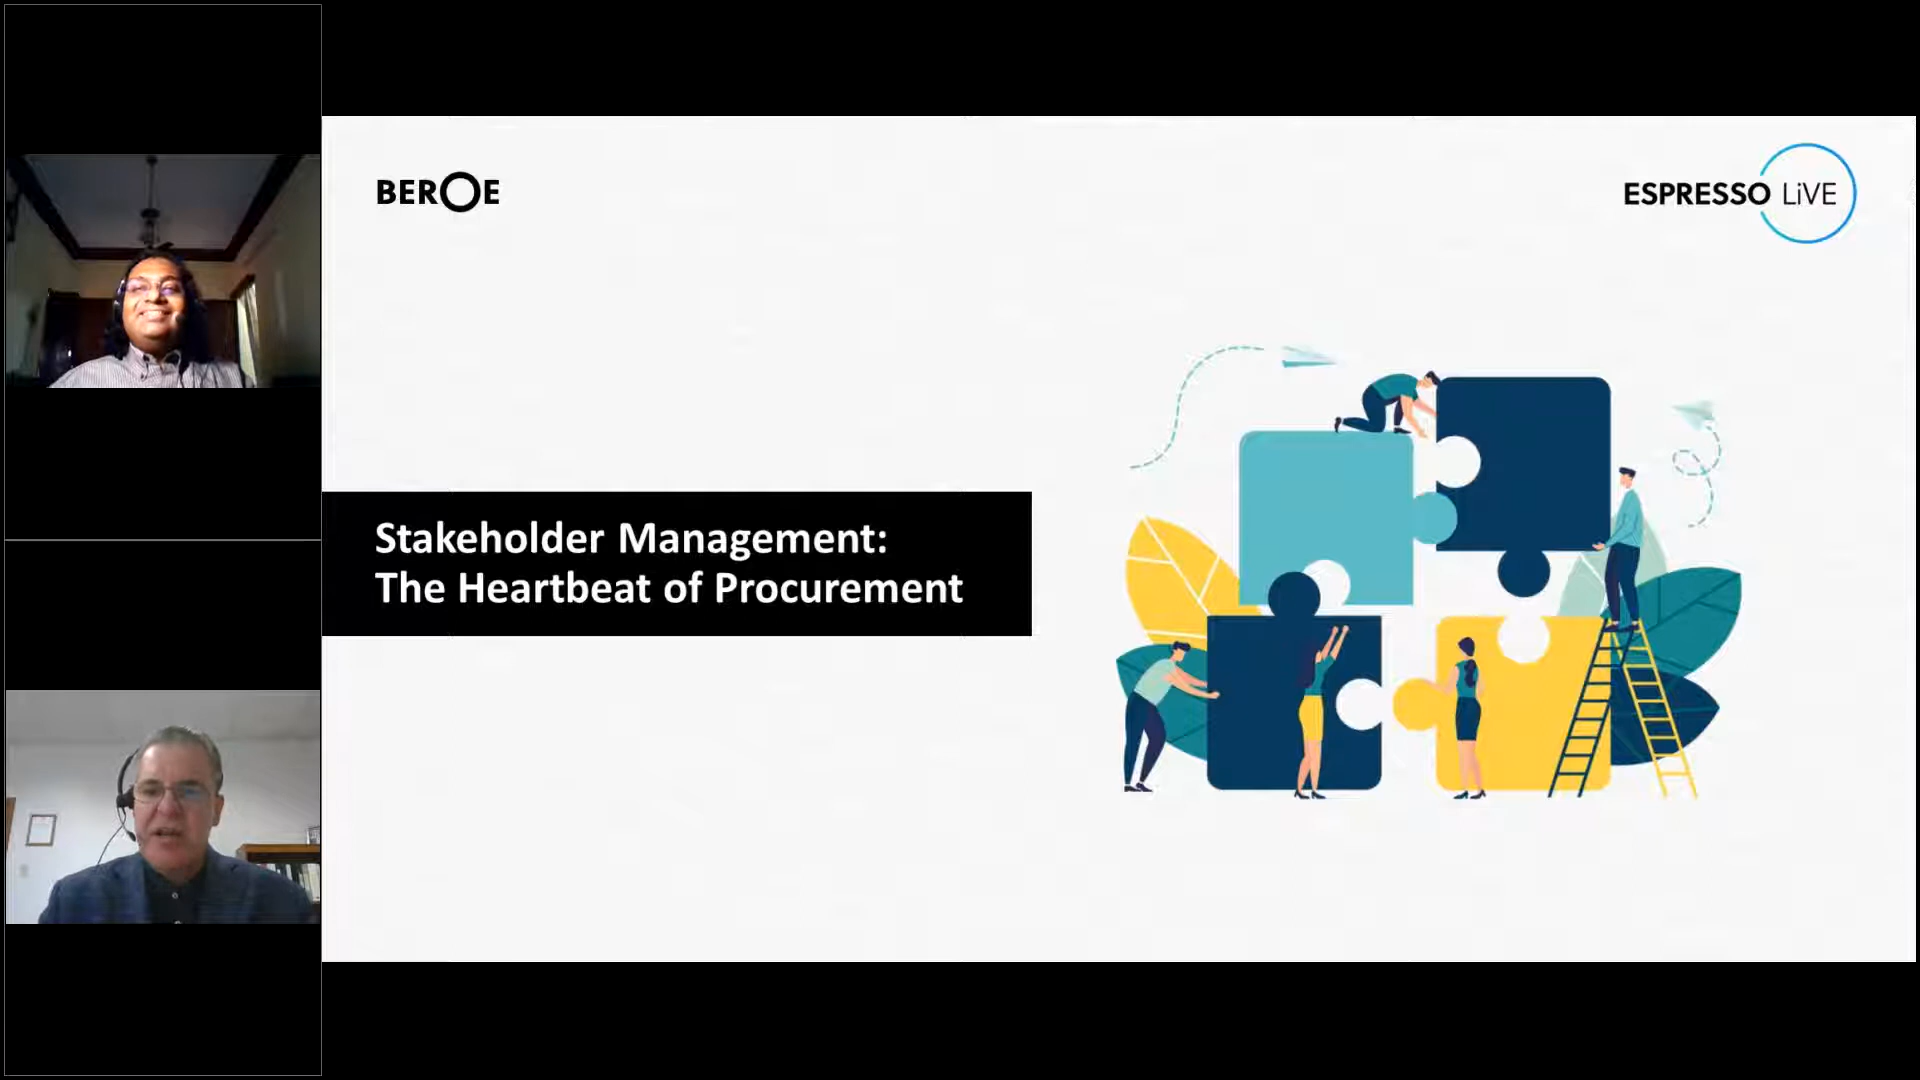 BEROE
ESPRESSO LiVE
Stakeholder Management:
The Heartbeat of Procurement